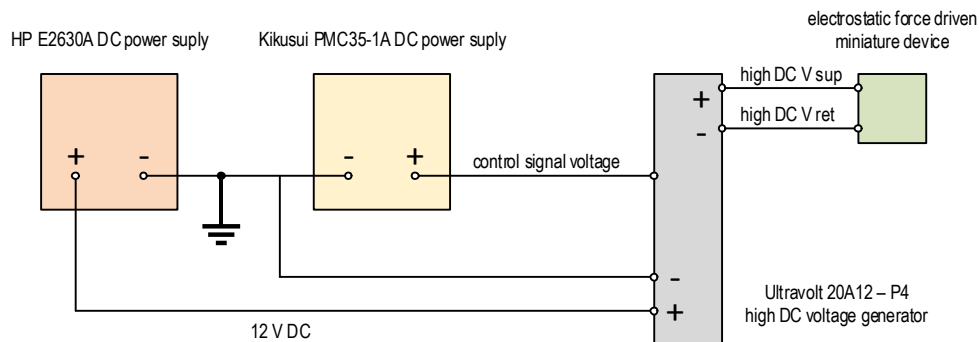 electrostatic force driven
miniature device
HP E2630A DC power suply
Kikusui PMC35-1A DC power suply
high DC V sup
+
high DC V ret
-
+ -
- +
control signal voltage
-
+
Ultravolt 20A12 – P4
high DC voltage generator
12 V DC